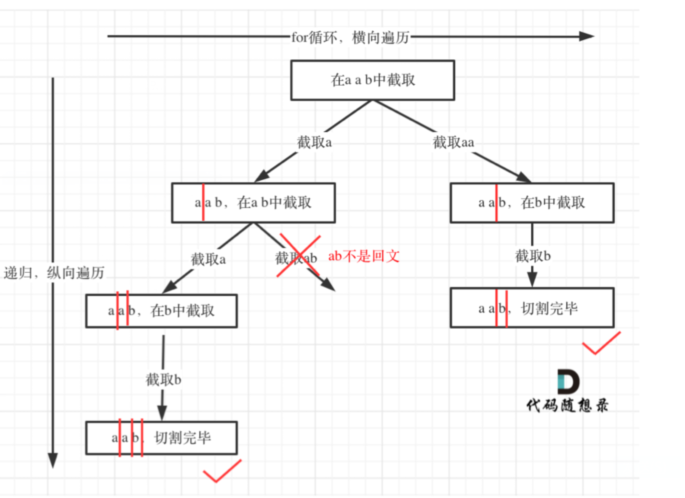 for循环，横向遍历
在a a b中截取
截取a
截取aa
a a b，在a b中截取
a a b，在b中截取
截取a
截取ab
ab不是回文
截取b
递归，纵向遍历
a a b，在b中截取
a a b，切割完毕
截取b
代码随想录
a a b，切割完毕